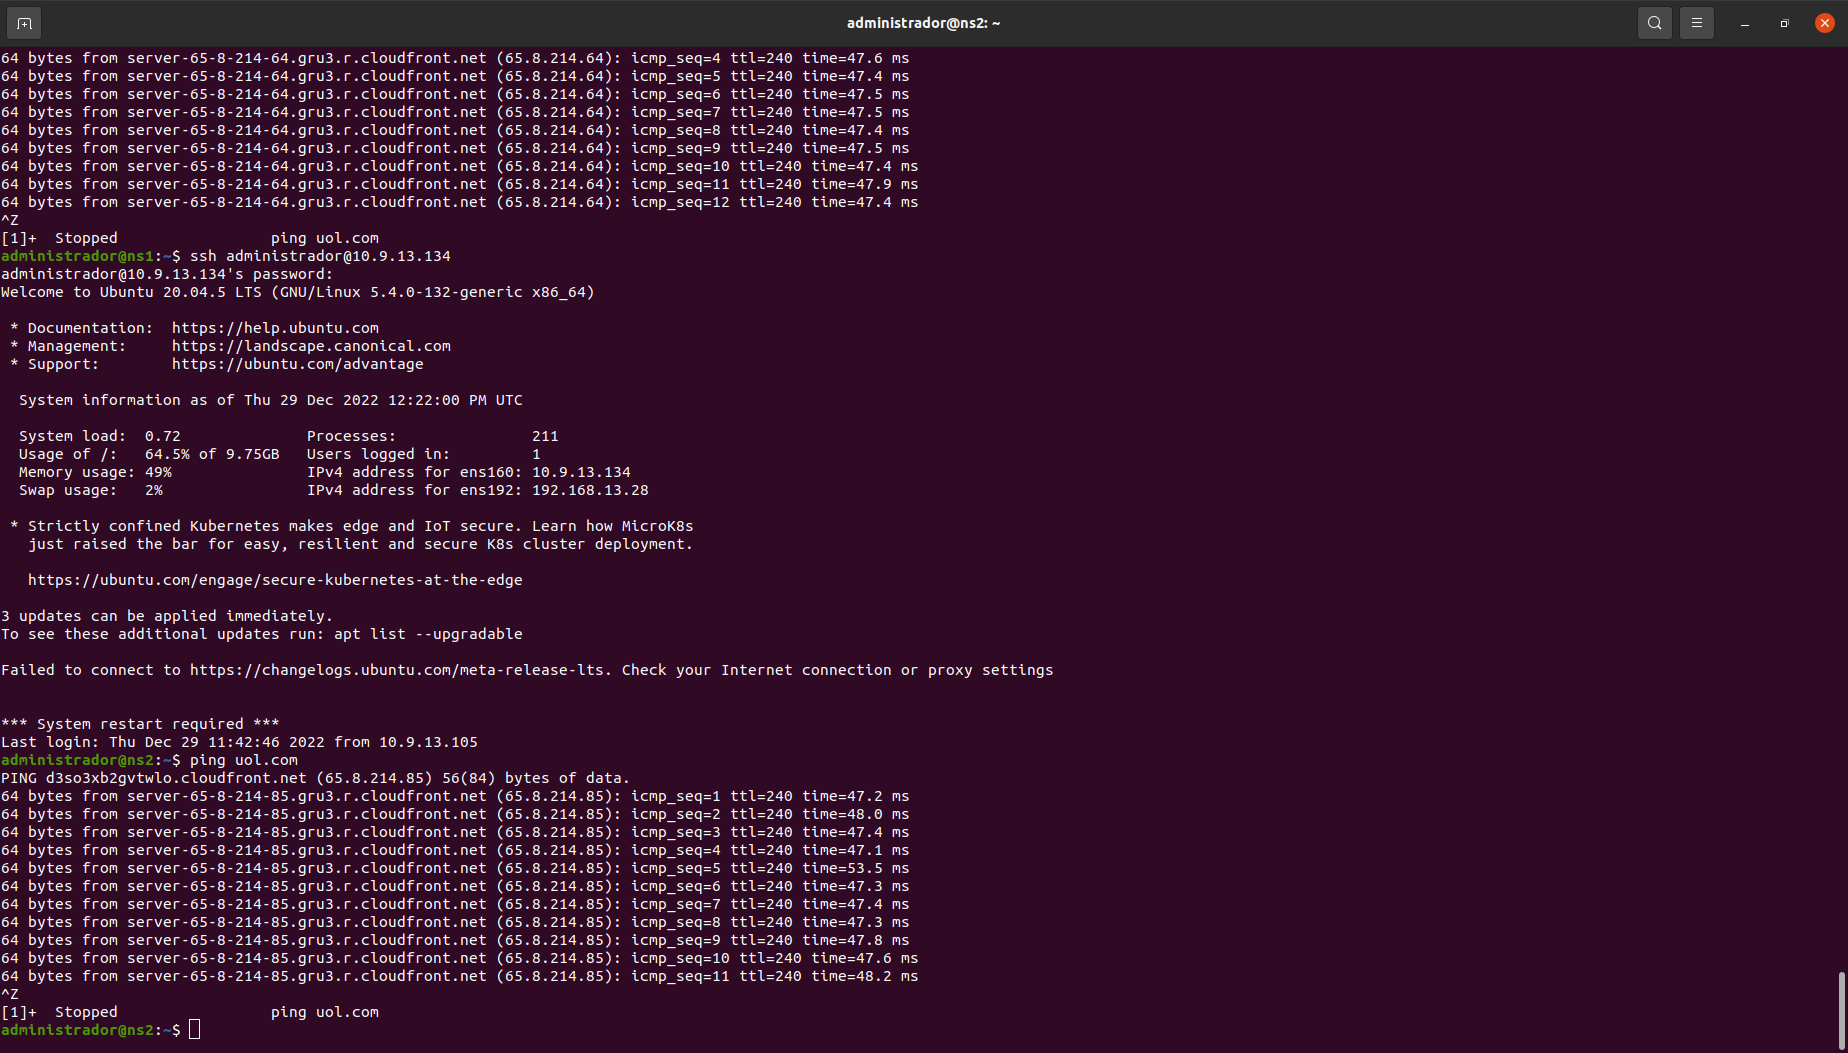 administrador@ns2: ~
64 bytes from server-65-8-214-64.gru3.r.cloudfront.net (65.8.214.64): icmp_seq=4 ttl=240 time=47.6 ms
64 bytes from server-65-8-214-64.gru3.r.cloudfront.net (65.8.214.64): icmp_seq=5 ttl=240 time=47.4 ms
64 bytes from server-65-8-214-64.gru3.r.cloudfront.net (65.8.214.64): icmp_seq=6 ttl=240 time=47.5 ms
64 bytes from server-65-8-214-64.gru3.r.cloudfront.net (65.8.214.64): icmp_seq=7 ttl=240 time=47.5 ms
64 bytes from server-65-8-214-64.gru3.r.cloudfront.net (65.8.214.64): icmp_seq=8 ttl=240 time=47.4 ms
64 bytes from server-65-8-214-64.gru3.r.cloudfront.net (65.8.214.64): icmp_seq=9 ttl=240 time=47.5 ms
64 bytes from server-65-8-214-64.gru3.r.cloudfront.net (65.8.214.64): icmp_seq=10 ttl=240 time=47.4 ms
64 bytes from server-65-8-214-64.gru3.r.cloudfront.net (65.8.214.64): icmp_seq=11 ttl=240 time=47.9 ms
64 bytes from server-65-8-214-64.gru3.r.cloudfront.net (65.8.214.64): icmp_seq=12 ttl=240 time=47.4 ms
^Z
[1]+  Stopped                 ping uol.com
administrador@ns1:~$ ssh administrador@10.9.13.134
administrador@10.9.13.134's password:
Welcome to Ubuntu 20.04.5 LTS (GNU/Linux 5.4.0-132-generic x86_64)
 * Documentation:  https://help.ubuntu.com
 * Management:     https://landscape.canonical.com
 * Support:        https://ubuntu.com/advantage
  System information as of Thu 29 Dec 2022 12:22:00 PM UTC
  System load:  0.72              Processes:               211
  Usage of /:   64.5% of 9.75GB   Users logged in:         1
  Memory usage: 49%               IPv4 address for ens160: 10.9.13.134
  Swap usage:   2%                IPv4 address for ens192: 192.168.13.28
 * Strictly confined Kubernetes makes edge and IoT secure. Learn how MicroK8s
   just raised the bar for easy, resilient and secure K8s cluster deployment.
   https://ubuntu.com/engage/secure-kubernetes-at-the-edge
3 updates can be applied immediately.
To see these additional updates run: apt list --upgradable
Failed to connect to https://changelogs.ubuntu.com/meta-release-lts. Check your Internet connection or proxy settings
*** System restart required ***
Last login: Thu Dec 29 11:42:46 2022 from 10.9.13.105
administrador@ns2:~$ ping uol.com
PING d3so3xb2gvtwlo.cloudfront.net (65.8.214.85) 56(84) bytes of data.
64 bytes from server-65-8-214-85.gru3.r.cloudfront.net (65.8.214.85): icmp_seq=1 ttl=240 time=47.2 ms
64 bytes from server-65-8-214-85.gru3.r.cloudfront.net (65.8.214.85): icmp_seq=2 ttl=240 time=48.0 ms
64 bytes from server-65-8-214-85.gru3.r.cloudfront.net (65.8.214.85): icmp_seq=3 ttl=240 time=47.4 ms
64 bytes from server-65-8-214-85.gru3.r.cloudfront.net (65.8.214.85): icmp_seq=4 ttl=240 time=47.1 ms
64 bytes from server-65-8-214-85.gru3.r.cloudfront.net (65.8.214.85): icmp_seq=5 ttl=240 time=53.5 ms
64 bytes from server-65-8-214-85.gru3.r.cloudfront.net (65.8.214.85): icmp_seq=6 ttl=240 time=47.3 ms
64 bytes from server-65-8-214-85.gru3.r.cloudfront.net (65.8.214.85): icmp_seq=7 ttl=240 time=47.4 ms
64 bytes from server-65-8-214-85.gru3.r.cloudfront.net (65.8.214.85): icmp_seq=8 ttl=240 time=47.3 ms
64 bytes from server-65-8-214-85.gru3.r.cloudfront.net (65.8.214.85): icmp_seq=9 ttl=240 time=47.8 ms
64 bytes from server-65-8-214-85.gru3.r.cloudfront.net (65.8.214.85): icmp_seq=10 ttl=240 time=47.6 ms
64 bytes from server-65-8-214-85.gru3.r.cloudfront.net (65.8.214.85): icmp_seq=11 ttl=240 time=48.2 ms
^Z
[1]+  Stopped                 ping uol.com
administrador@ns2:~$